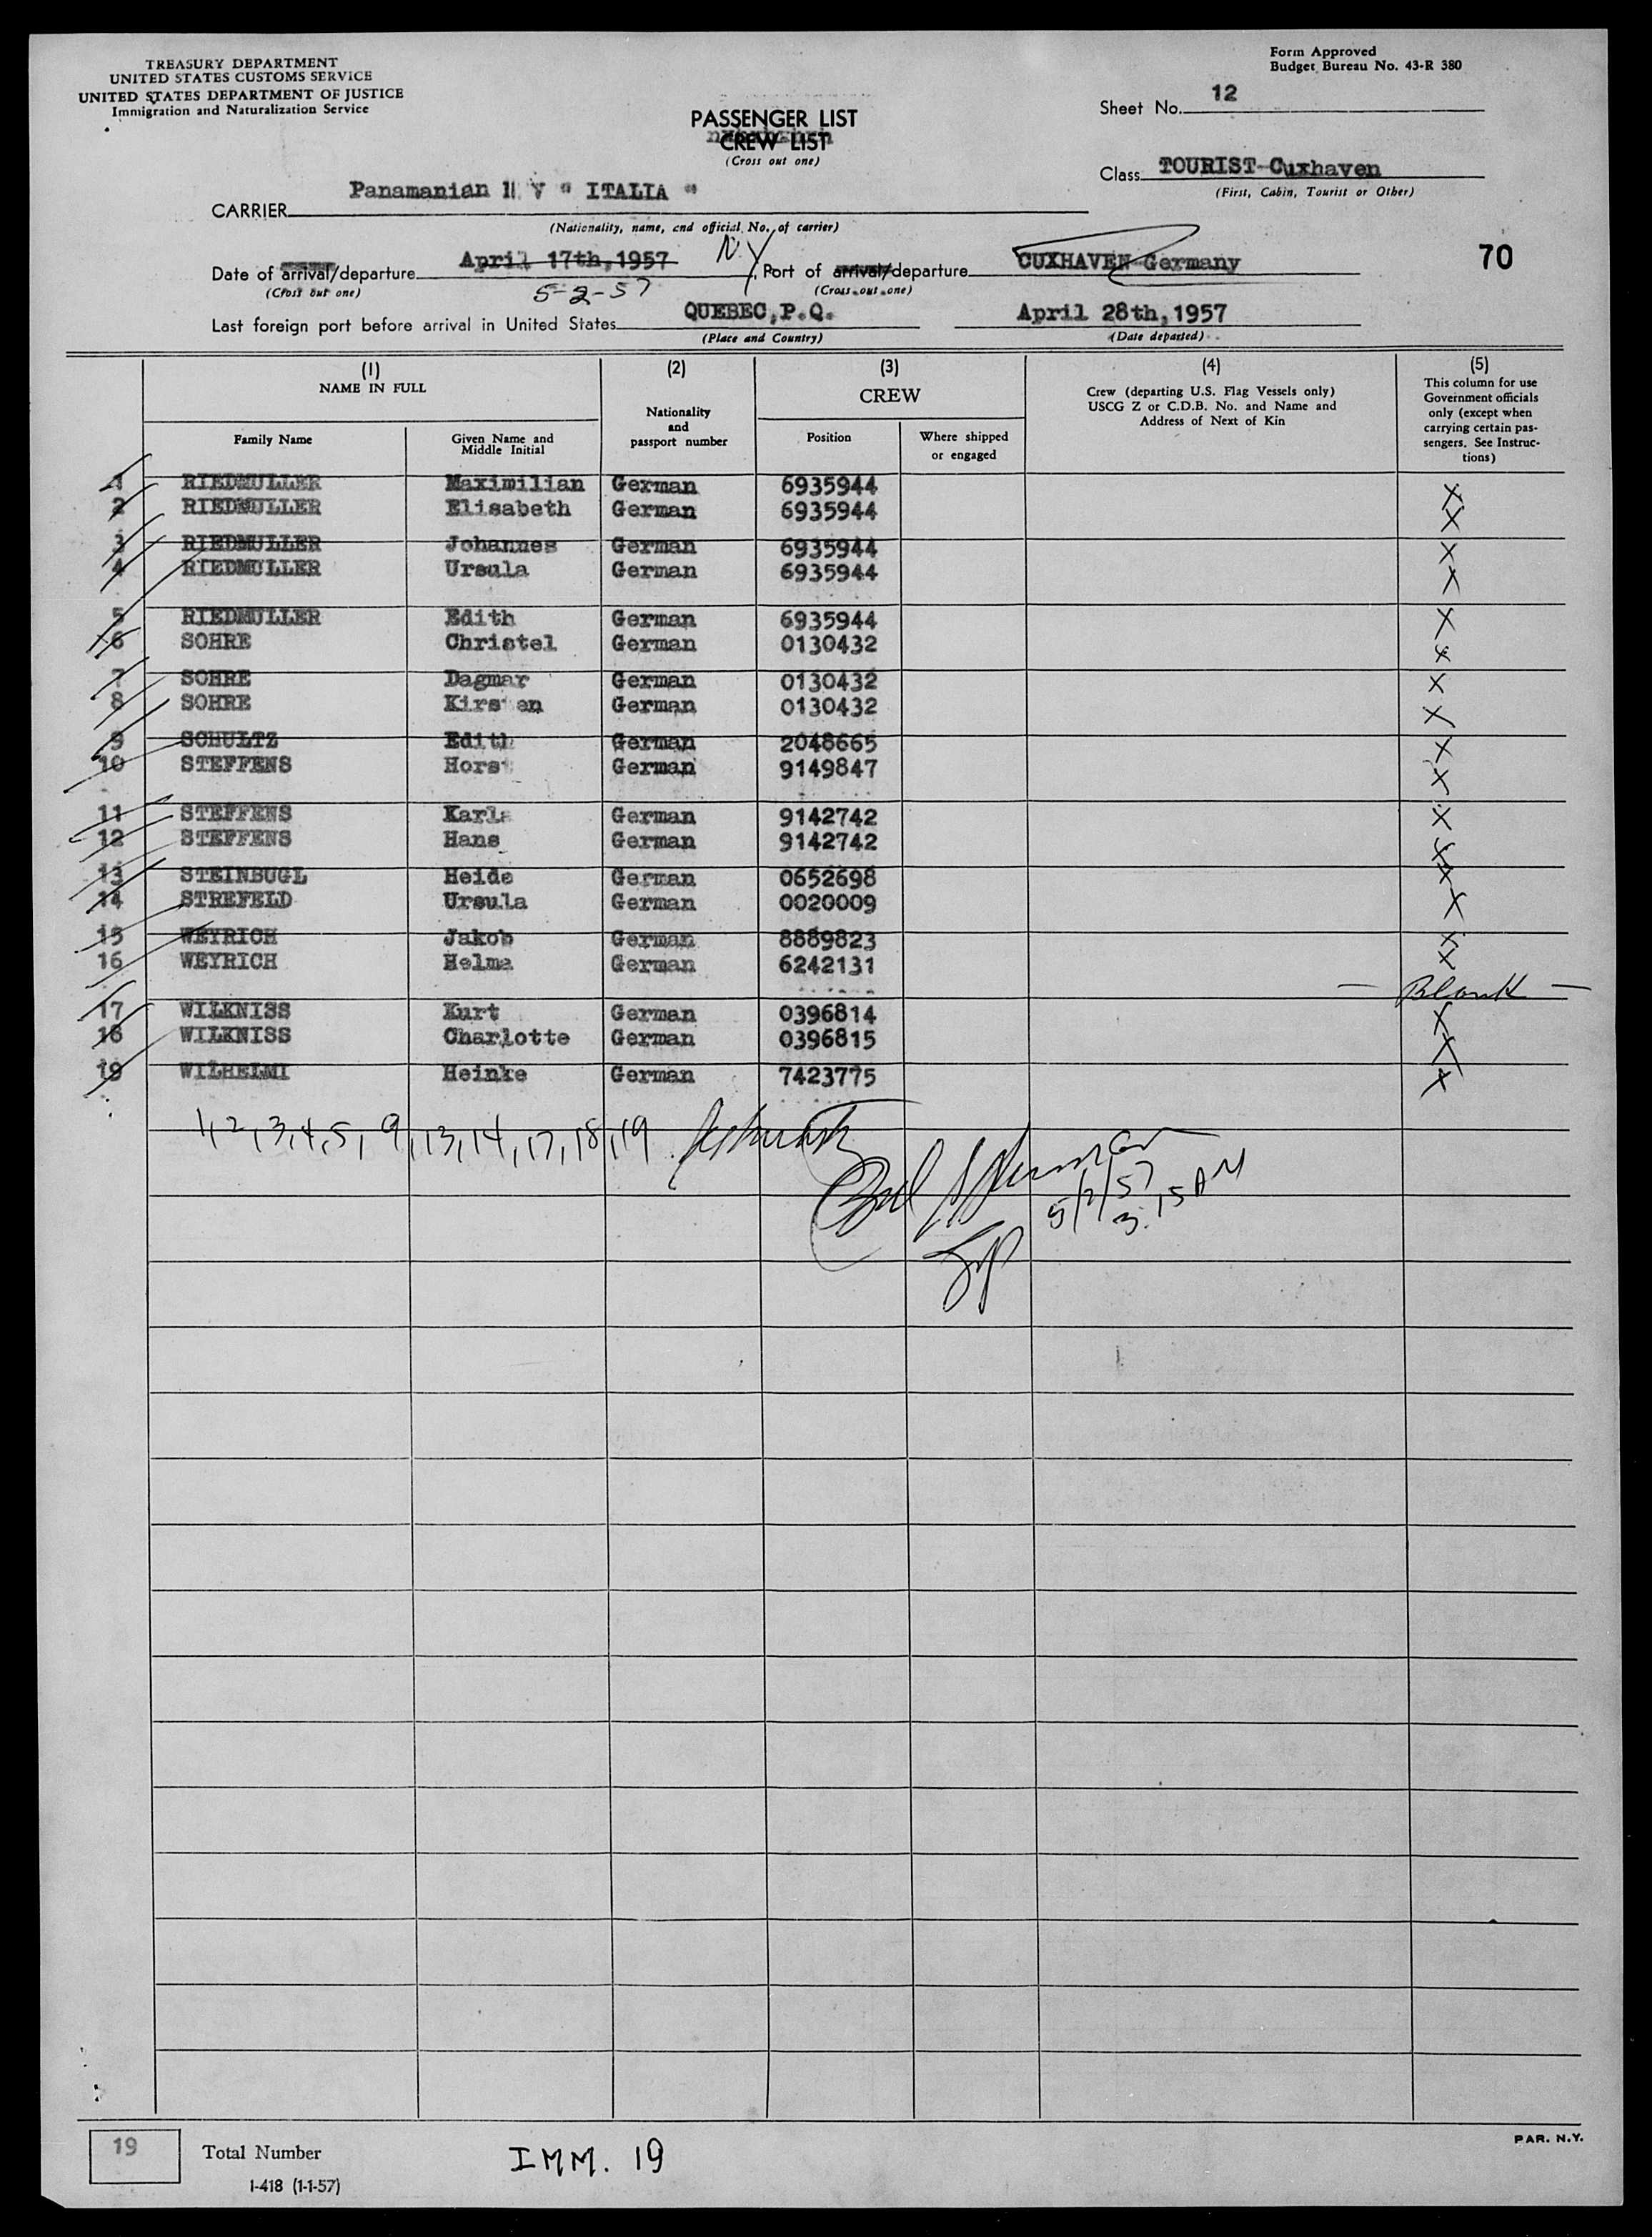 TREASURY DEPARTMENT
UNITED STATES CUSTOMS SERVICE
UNITED STATES DEPARTMENT OF JUSTICE
Immigration and Naturalization Service
Form Approved
Budget Bureau No. 43-R 380
Sheet No. 12
PASSENGER LIST
CREW LIST
(Cross out one)
Class TOURIST-Cuxhaven
(First, Cabin, Tourist or Other)
CARRIER Panamanian M V " ITALIA "
(Nationality, name, and official No. of carrier)
Date of arrival/departure April 17th,1957 N.Y, Port of arrival/departure CUXHAVEN-Germany 70
(Cross out one) 5-2-57 (Cross out one)
Last foreign port before arrival in United States QUEBEC,P.Q. April 28th,1957
(Place and Country) (Date departed)
(1) (2) (3) (4) (5)
NAME IN FULL Nationality and passport number CREW Crew (departing U.S. Flag Vessels only) USCG Z or C.D.B. No. and Name and Address of Next of Kin This column for use Government officials only (except when carrying certain passengers. See Instructions)
Family Name Given Name and Middle Initial Position Where shipped or engaged
1 RIEDMULLER Maximilian German 6935944 X
2 RIEDMULLER Elisabeth German 6935944 X
3 RIEDMULLER Johannes German 6935944 X
4 RIEDMULLER Ursula German 6935944 X
5 RIEDMULLER Edith German 6935944 X
6 SOHRE Christel German 0130432 X
7 SOHRE Dagmar German 0130432 X
8 SOHRE Kirsten German 0130432 X
9 SCHULTZ Edith German 2048665 X
10 STEFFENS Horst German 9149847 X
11 STEFFENS Karla German 9142742 X
12 STEFFENS Hans German 9142742 X
13 STEINBUGL Heide German 0652698 X
14 STREFELD Ursula German 0020009 X
15 WEYRICH Jakob German 8889823 X
16 WEYRICH Helma German 6242131 X
— Blank —
17 WILKNISS Kurt German 0396814 X
18 WILKNISS Charlotte German 0396815 X
19 WILHELMI Heinke German 7423775 X
1,2,3,4,5,9,13,14,17,18,19
5/2/57
3:15 AM
19 Total Number IMM. 19
I-418 (1-1-57)
PAR. N.Y.